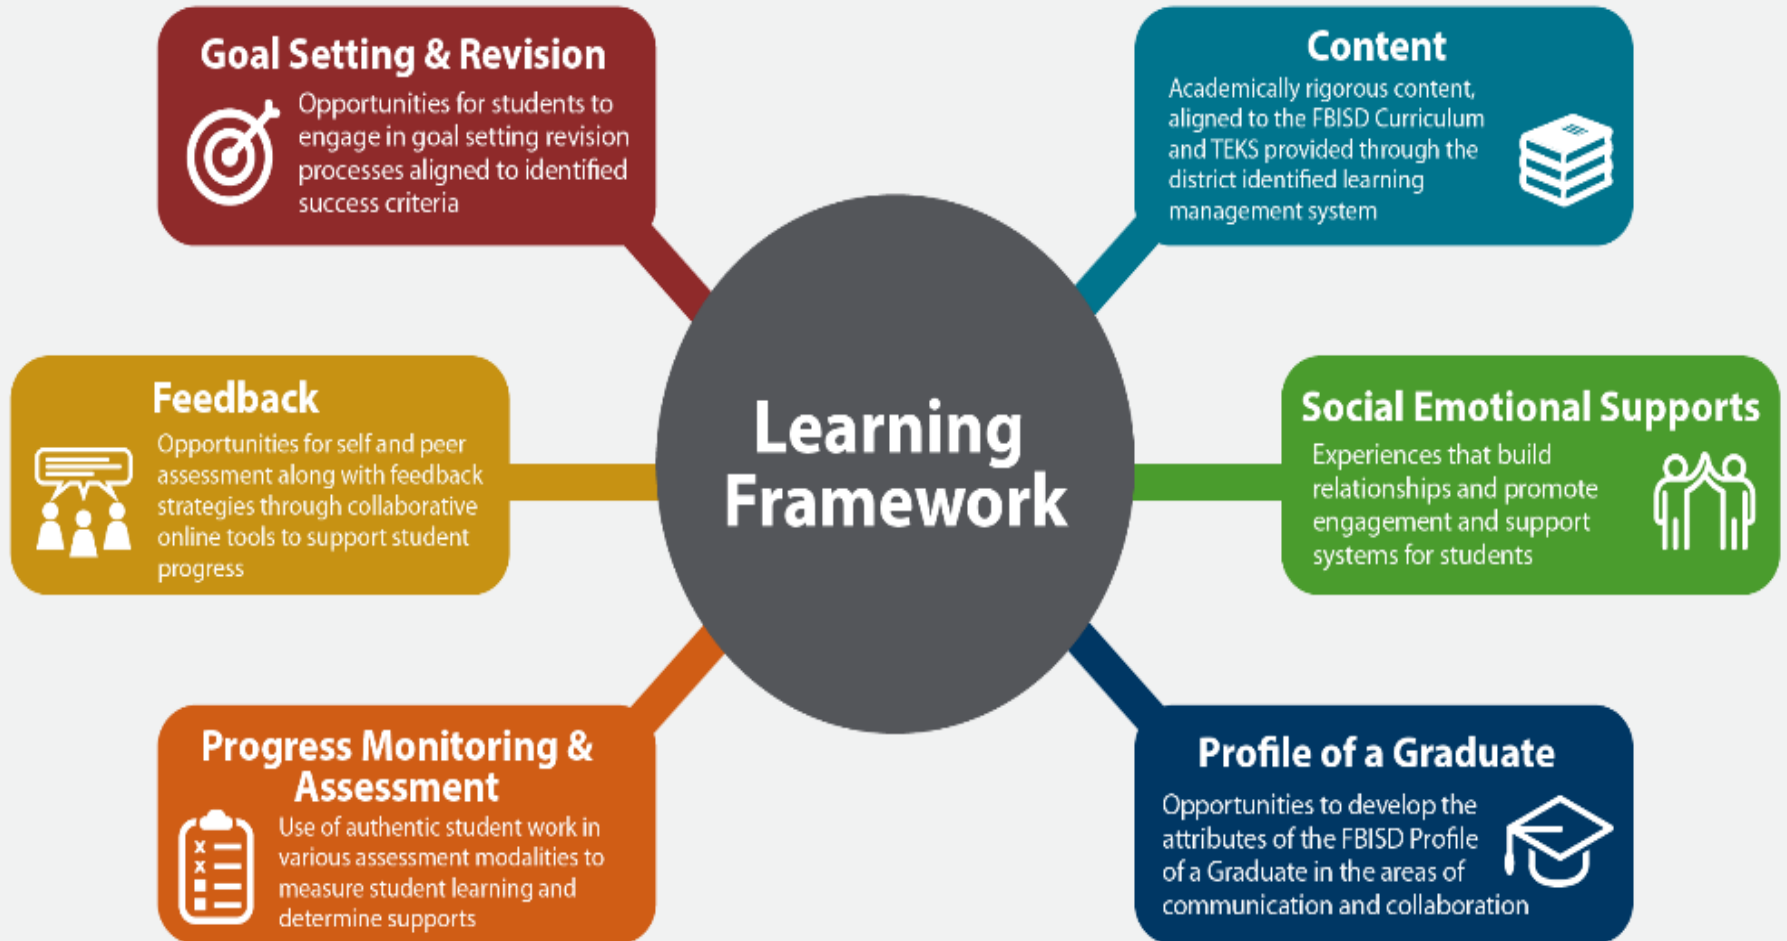 Goal Setting & Revision
Opportunities for students to
engage in goal setting revision
processes aligned to identified
success criteria
Content
Academically rigorous content,
aligned to the FBISD Curriculum
and TEKS provided through the
district identified learning
management system
Feedback
Opportunities for self and peer
assessment along with feedback
strategies through collaborative
online tools to support student
progress
Learning
Framework
Social Emotional Supports
Experiences that build
relationships and promote
engagement and support
systems for students
Progress Monitoring &
Assessment
Use of authentic student work in
various assessment modalities to
measure student learning and
determine supports
Profile of a Graduate
Opportunities to develop the
attributes of the FBISD Profile
of a Graduate in the areas of
communication and collaboration